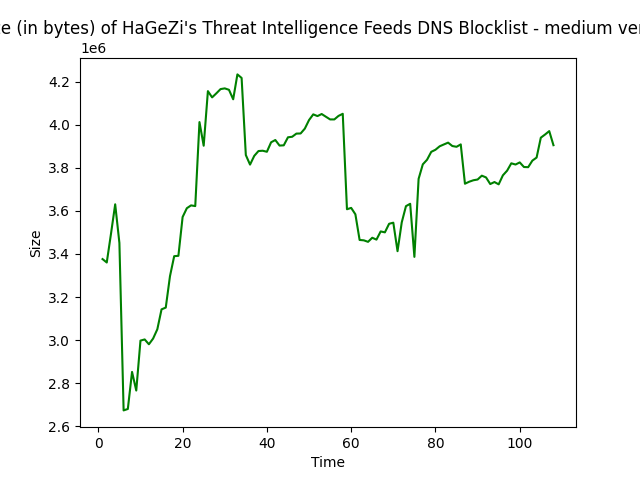 (in bytes) of HaGeZi's Threat Intelligence Feeds DNS Blocklist - medium
1e6
4.2
4.0
3.8
3.6
3.4
3.2
3.0
2.8
2.6
Size
0 20 40 60 80 100
Time